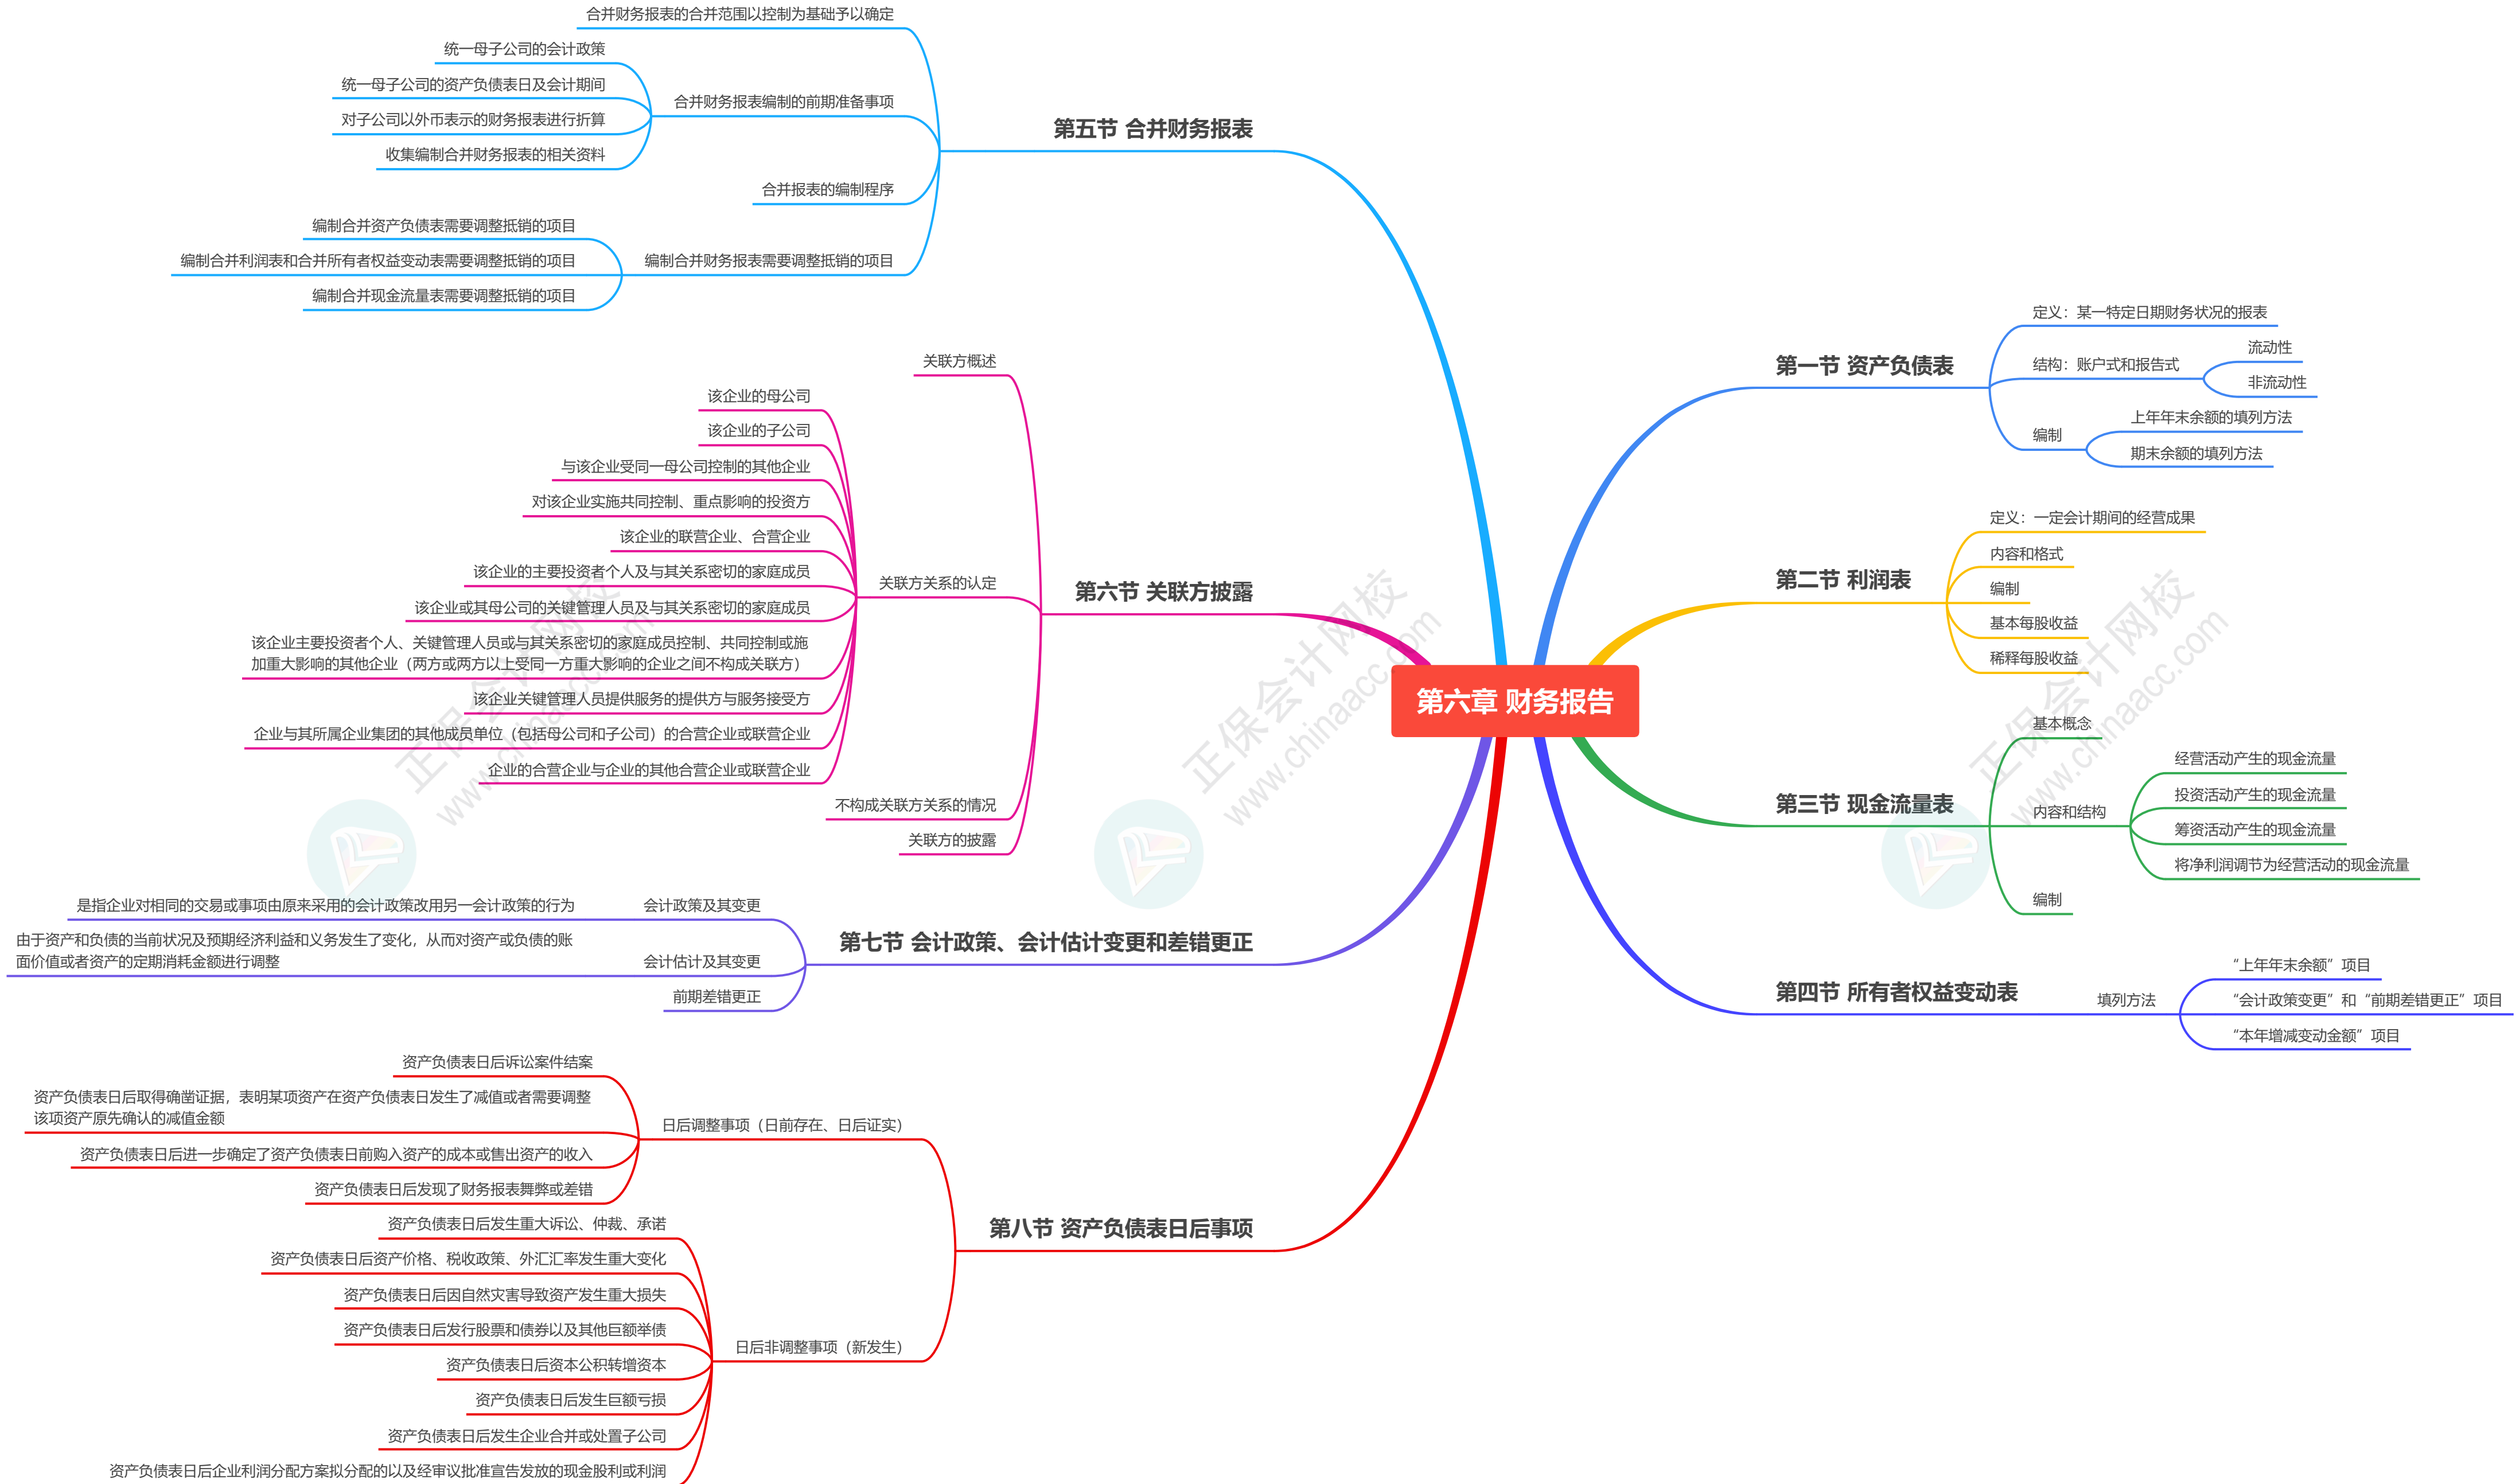 第六章 财务报告
第一节 资产负债表
定义：某一特定日期财务状况的报表
结构：账户式和报告式
流动性
非流动性
编制
上年年末余额的填列方法
期末余额的填列方法
第二节 利润表
定义：一定会计期间的经营成果
内容和格式
编制
基本每股收益
稀释每股收益
第三节 现金流量表
基本概念
内容和结构
经营活动产生的现金流量
投资活动产生的现金流量
筹资活动产生的现金流量
将净利润调节为经营活动的现金流量
编制
第四节 所有者权益变动表
填列方法
“上年年末余额”项目
“会计政策变更”和“前期差错更正”项目
“本年增减变动金额”项目
第五节 合并财务报表
合并财务报表的合并范围以控制为基础予以确定
合并财务报表编制的前期准备事项
统一母子公司的会计政策
统一母子公司的资产负债表日及会计期间
对子公司以外币表示的财务报表进行折算
收集编制合并财务报表的相关资料
合并报表的编制程序
编制合并财务报表需要调整抵销的项目
编制合并资产负债表需要调整抵销的项目
编制合并利润表和合并所有者权益变动表需要调整抵销的项目
编制合并现金流量表需要调整抵销的项目
第六节 关联方披露
关联方概述
关联方关系的认定
该企业的母公司
该企业的子公司
与该企业受同一母公司控制的其他企业
对该企业实施共同控制、重点影响的投资方
该企业的联营企业、合营企业
该企业的主要投资者个人及与其关系密切的家庭成员
该企业或其母公司的关键管理人员及与其关系密切的家庭成员
该企业主要投资者个人、关键管理人员或与其关系密切的家庭成员控制、共同控制或施
加重大影响的其他企业（两方或两方以上受同一方重大影响的企业之间不构成关联方）
该企业关键管理人员提供服务的提供方与服务接受方
企业与其所属企业集团的其他成员单位（包括母公司和子公司）的合营企业或联营企业
企业的合营企业与企业的其他合营企业或联营企业
不构成关联方关系的情况
关联方的披露
第七节 会计政策、会计估计变更和差错更正
会计政策及其变更
是指企业对相同的交易或事项由原来采用的会计政策改用另一会计政策的行为
会计估计及其变更
由于资产和负债的当前状况及预期经济利益和义务发生了变化，从而对资产或负债的账
面价值或者资产的定期消耗金额进行调整
前期差错更正
第八节 资产负债表日后事项
日后调整事项（日前存在、日后证实）
资产负债表日后诉讼案件结案
资产负债表日后取得确凿证据，表明某项资产在资产负债表日发生了减值或者需要调整
该项资产原先确认的减值金额
资产负债表日后进一步确定了资产负债表日前购入资产的成本或售出资产的收入
资产负债表日后发现了财务报表舞弊或差错
日后非调整事项（新发生）
资产负债表日后发生重大诉讼、仲裁、承诺
资产负债表日后资产价格、税收政策、外汇汇率发生重大变化
资产负债表日后因自然灾害导致资产发生重大损失
资产负债表日后发行股票和债券以及其他巨额举债
资产负债表日后资本公积转增资本
资产负债表日后发生巨额亏损
资产负债表日后发生企业合并或处置子公司
资产负债表日后企业利润分配方案拟分配的以及经审议批准宣告发放的现金股利或利润
正保会计网校
www.chinaacc.com
正保会计网校
www.chinaacc.com
正保会计网校
www.chinaacc.com